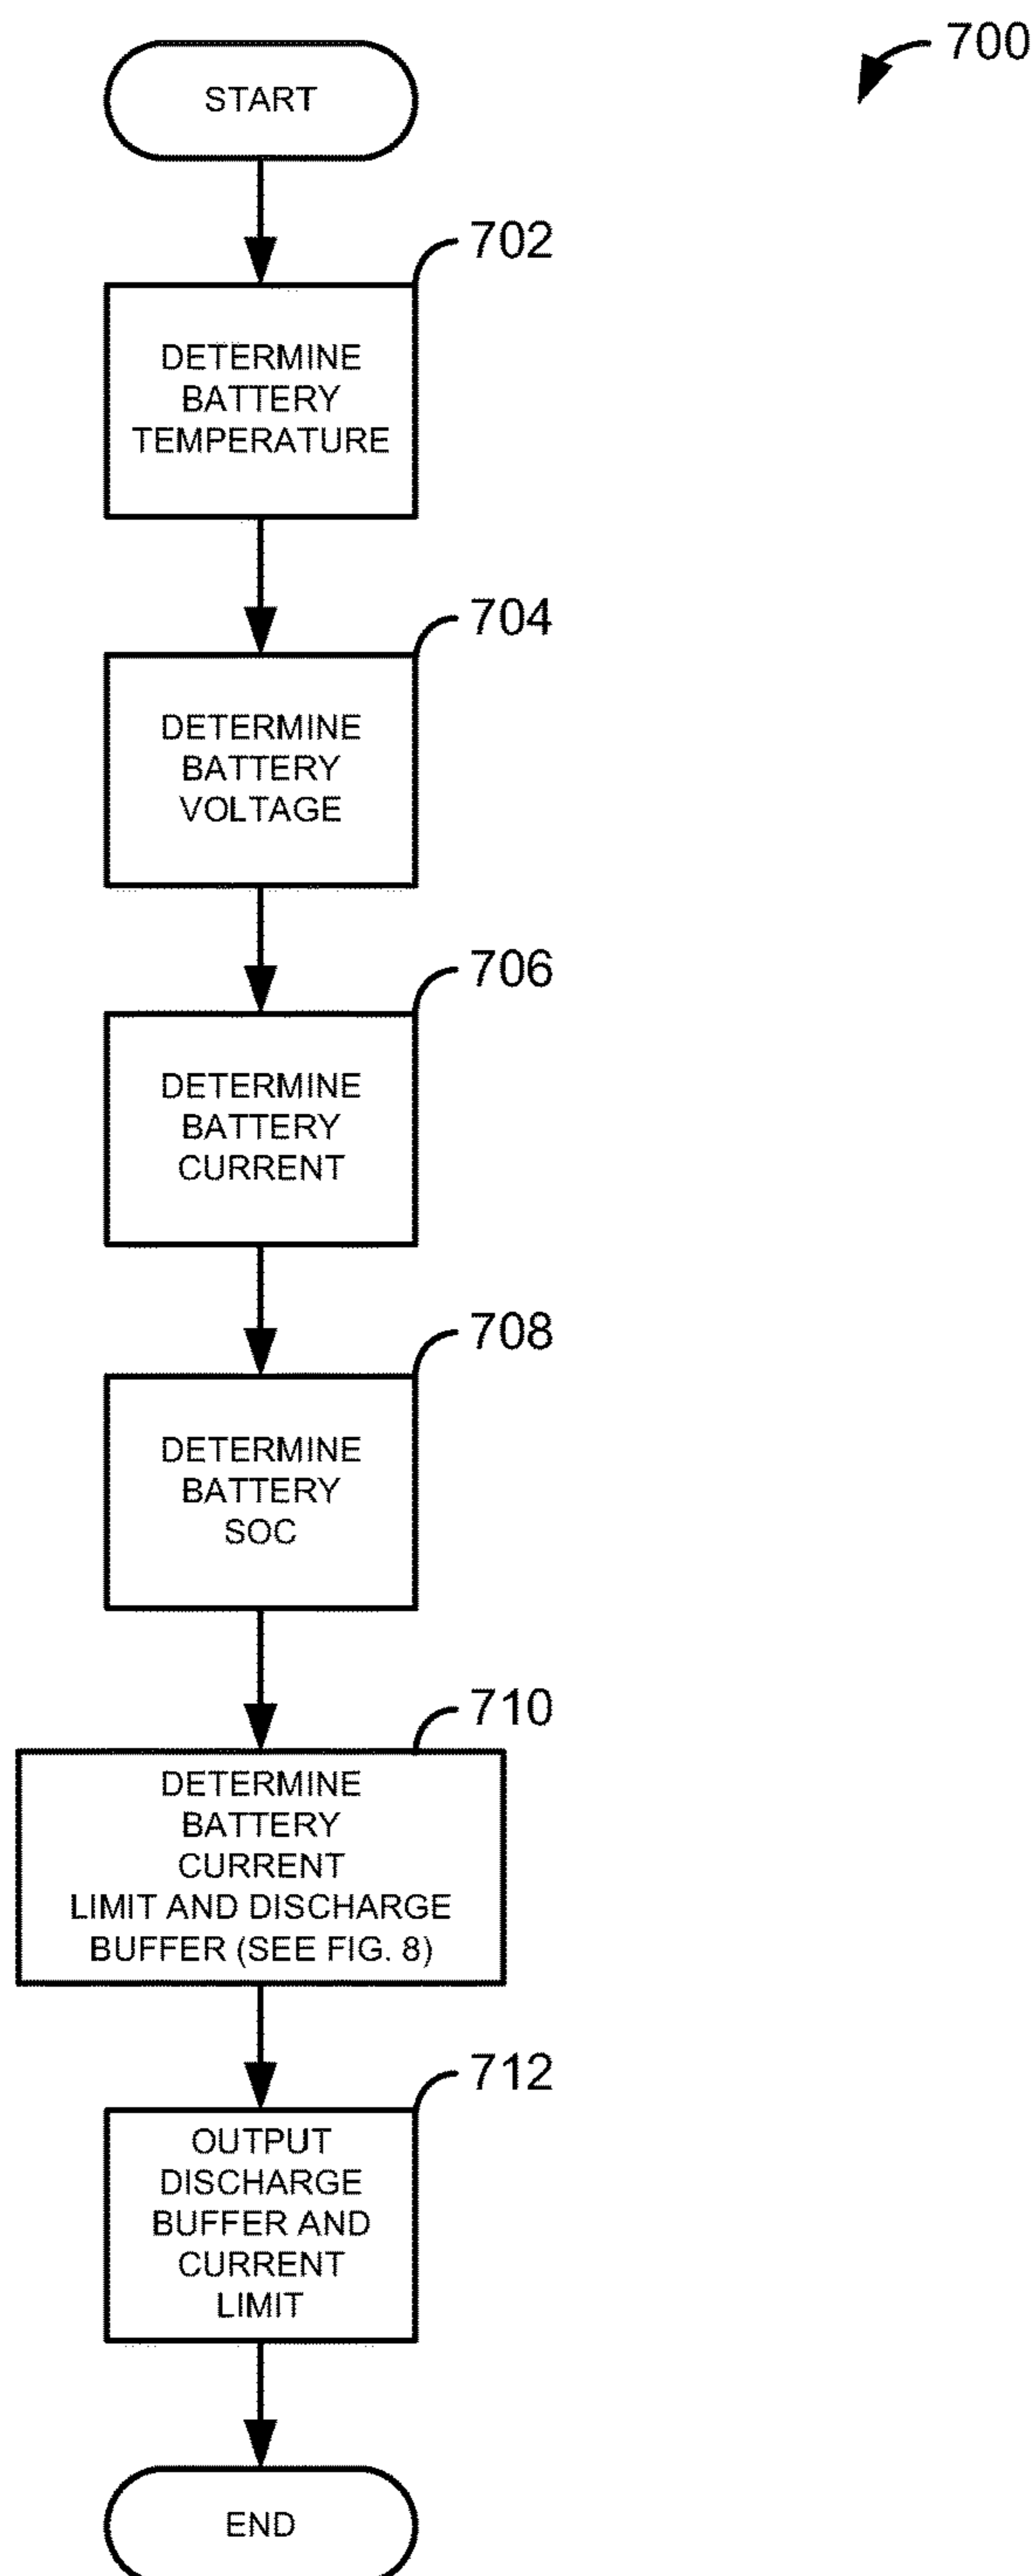 700
START
702
DETERMINE
BATTERY
TEMPERATURE
704
DETERMINE
BATTERY
VOLTAGE
706
DETERMINE
BATTERY
CURRENT
708
DETERMINE
BATTERY
SOC
710
DETERMINE
BATTERY
CURRENT
LIMIT AND DISCHARGE
BUFFER (SEE FIG. 8)
712
OUTPUT
DISCHARGE
BUFFER AND
CURRENT
LIMIT
END